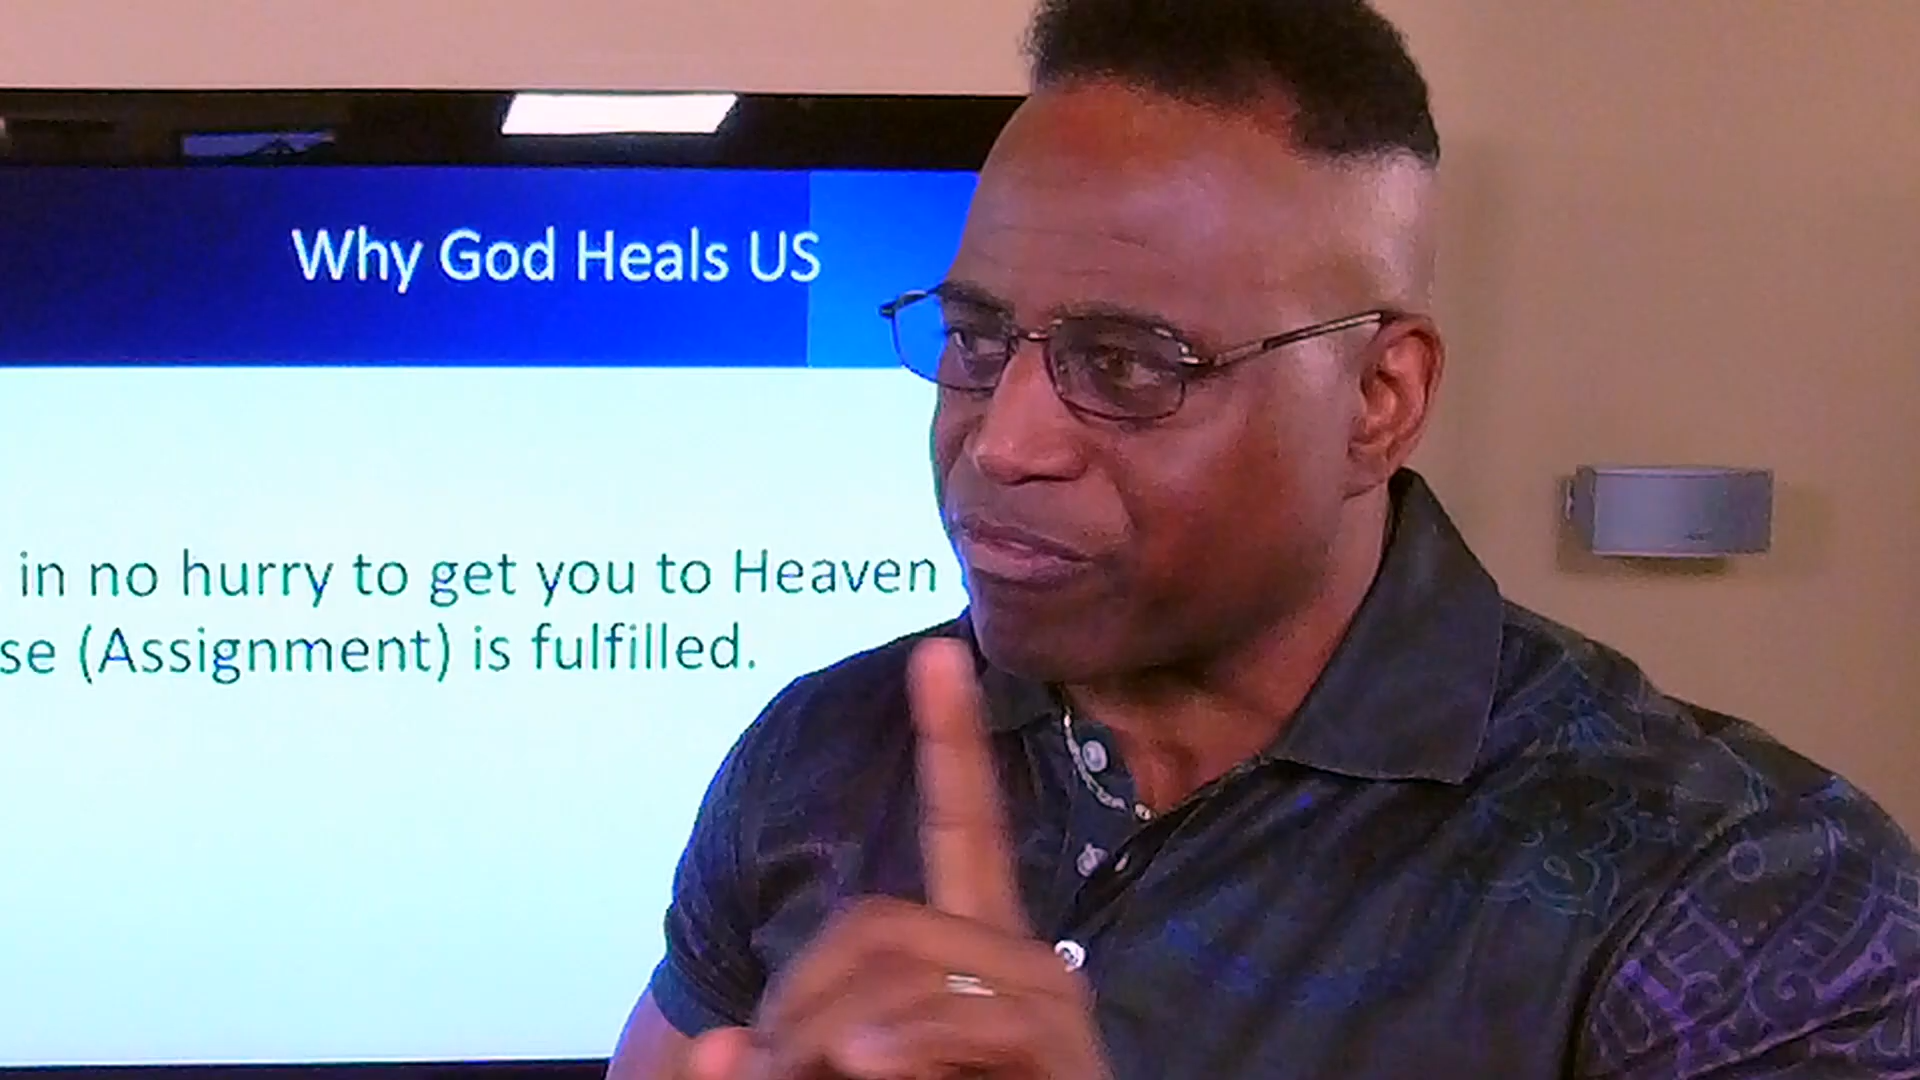 Why God Heals US
in no hurry to get you to Heaven
se (Assignment) is fulfilled.